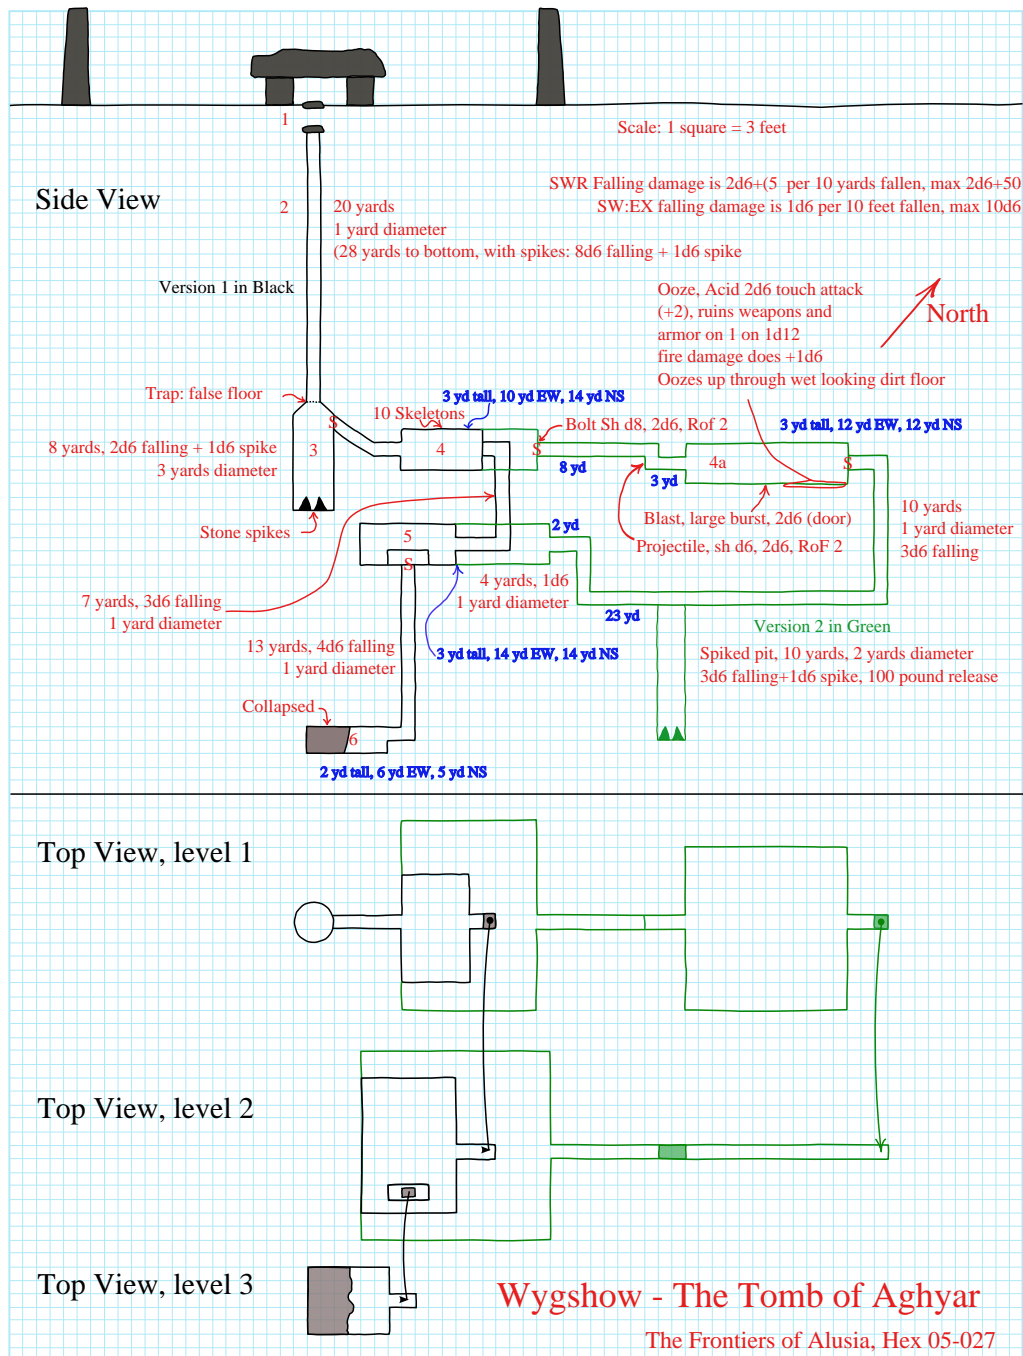 1
Scale: 1 square = 3 feet
Side View
SWR Falling damage is 2d6+(5  per 10 yards fallen, max 2d6+50
SW:EX falling damage is 1d6 per 10 feet fallen, max 10d6
2
20 yards
1 yard diameter
(28 yards to bottom, with spikes: 8d6 falling + 1d6 spike
Version 1 in Black
Ooze, Acid 2d6 touch attack
(+2), ruins weapons and
armor on 1 on 1d12
fire damage does +1d6
Oozes up through wet looking dirt floor
North
Trap: false floor
3 yd tall, 10 yd EW, 14 yd NS
10 Skeletons
S
Bolt Sh d8, 2d6, Rof 2
3 yd tall, 12 yd EW, 12 yd NS
8 yards, 2d6 falling + 1d6 spike
3 yards diameter
3
4
S
8 yd
4a
S
3 yd
Stone spikes
Blast, large burst, 2d6 (door)
Projectile, sh d6, 2d6, RoF 2
10 yards
1 yard diameter
3d6 falling
5
2 yd
S
4 yards, 1d6
1 yard diameter
7 yards, 3d6 falling
1 yard diameter
23 yd
Version 2 in Green
13 yards, 4d6 falling
1 yard diameter
3 yd tall, 14 yd EW, 14 yd NS
Spiked pit, 10 yards, 2 yards diameter
3d6 falling+1d6 spike, 100 pound release
Collapsed
6
2 yd tall, 6 yd EW, 5 yd NS
Top View, level 1
Top View, level 2
Top View, level 3
Wygshow - The Tomb of Aghyar
The Frontiers of Alusia, Hex 05-027